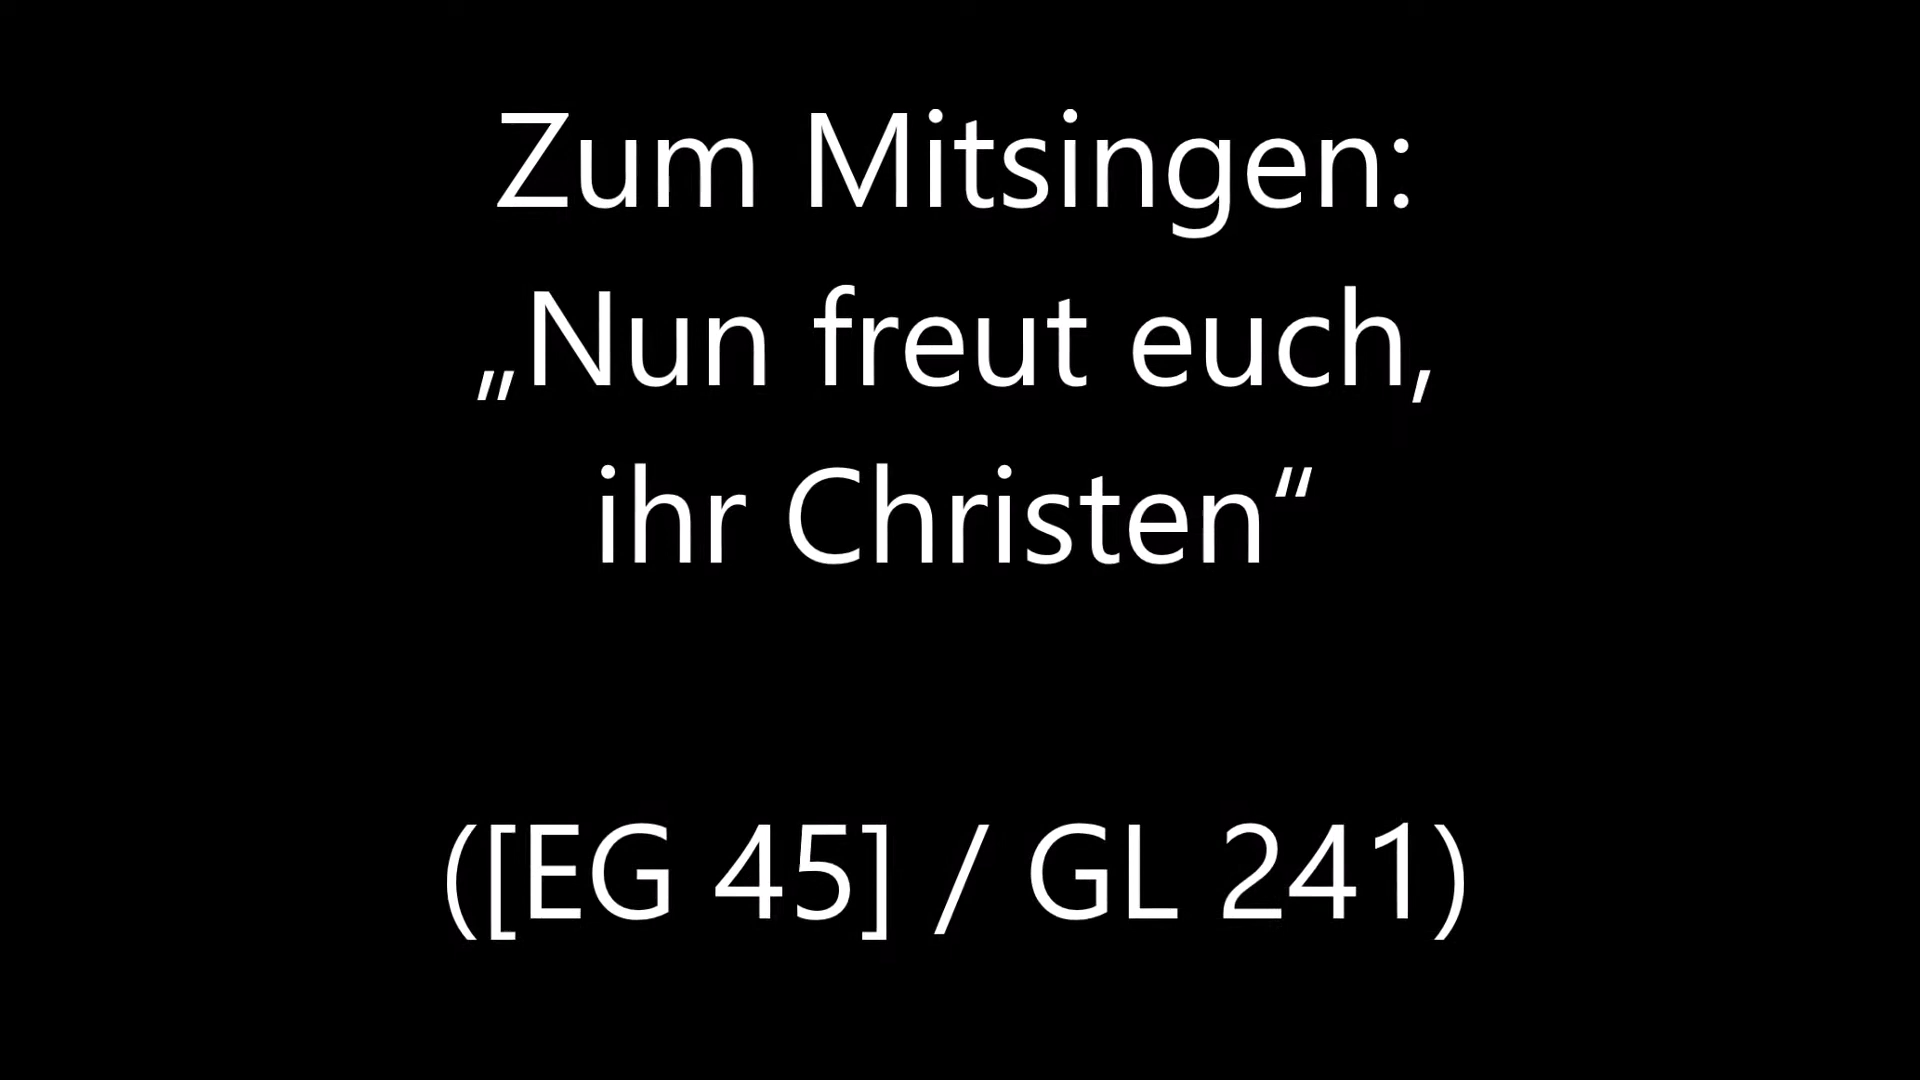 Zum Mitsingen:
„Nun freut euch,
ihr Christen“
([EG 45] / GL 241)